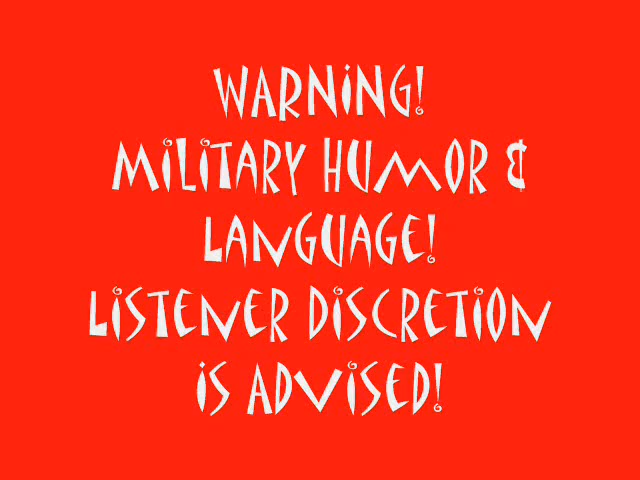 WARNING!
MILITARY HUMOR &
LANGUAGE!
LISTENER DISCRETION
IS ADVISED!